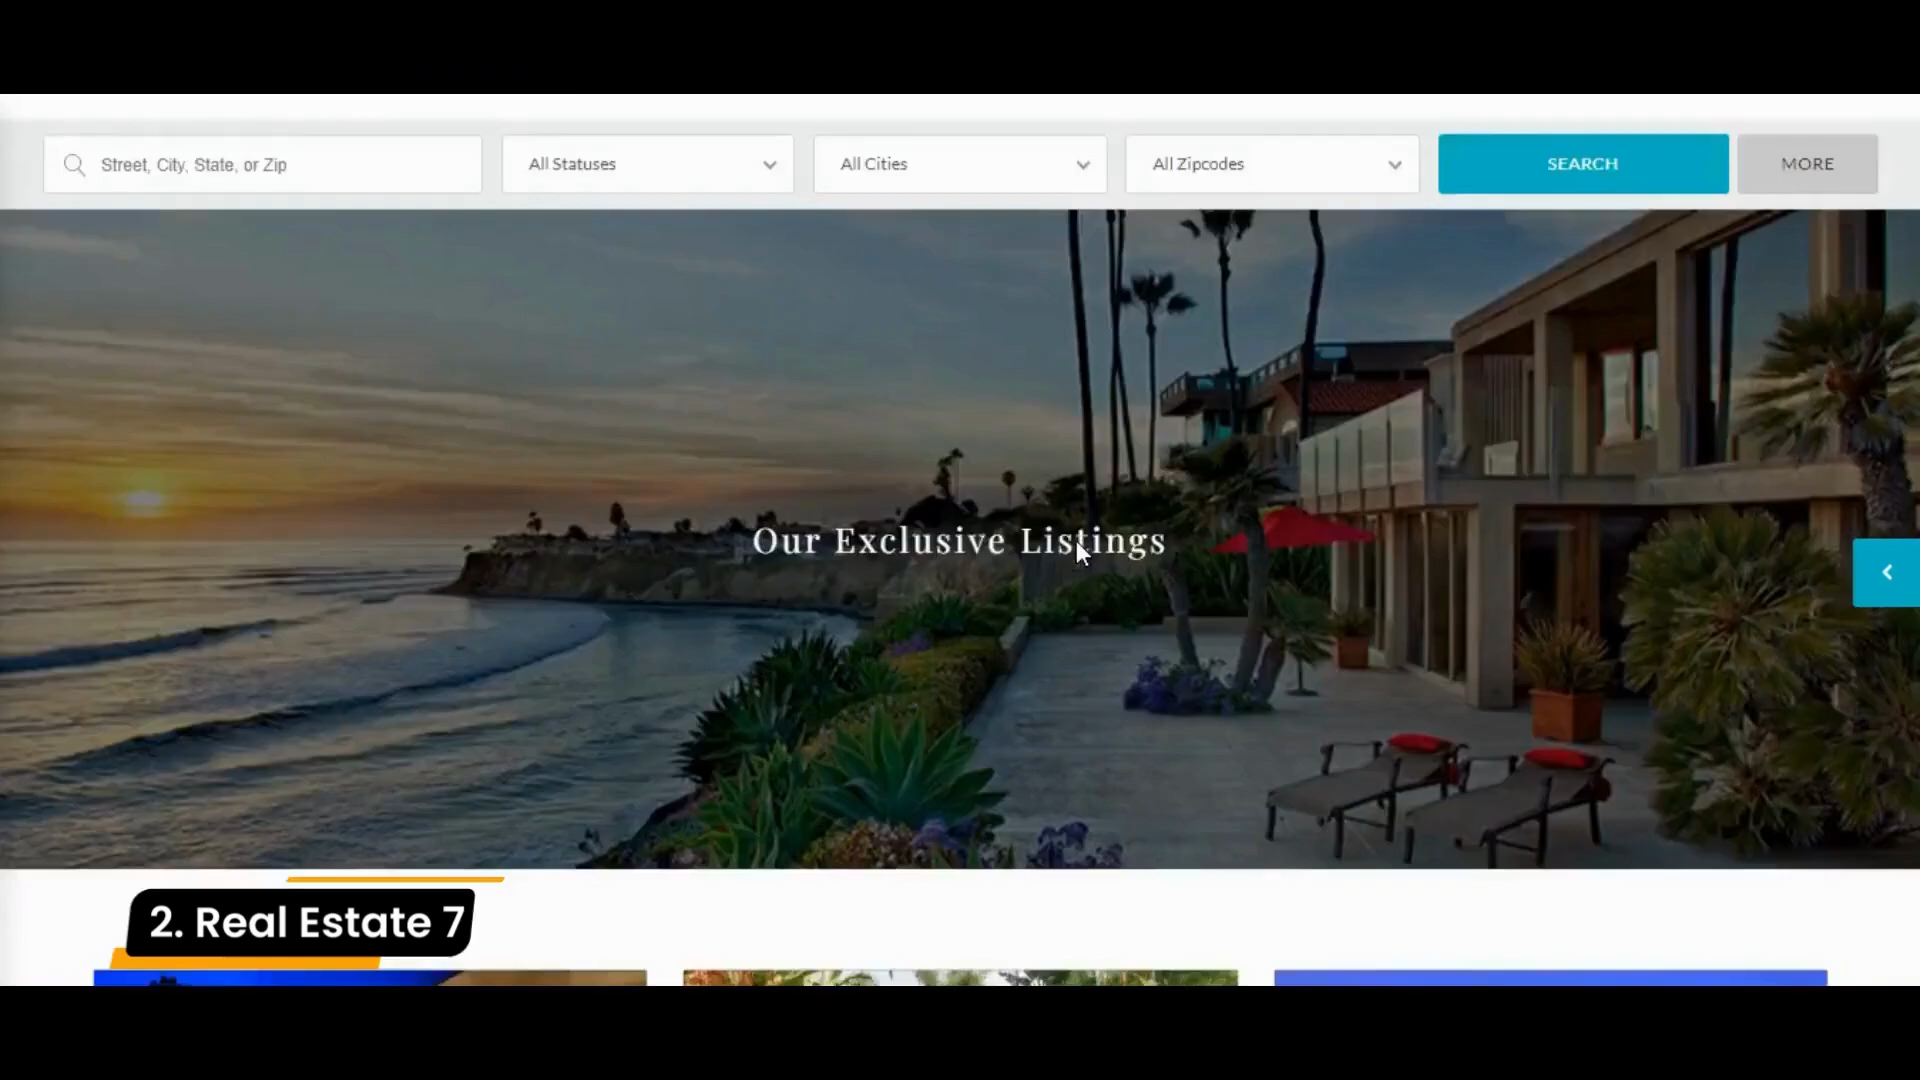 Street, City, State, or Zip
All Statuses
All Cities
All Zipcodes
SEARCH
MORE
Our Exclusive Listings
2. Real Estate 7